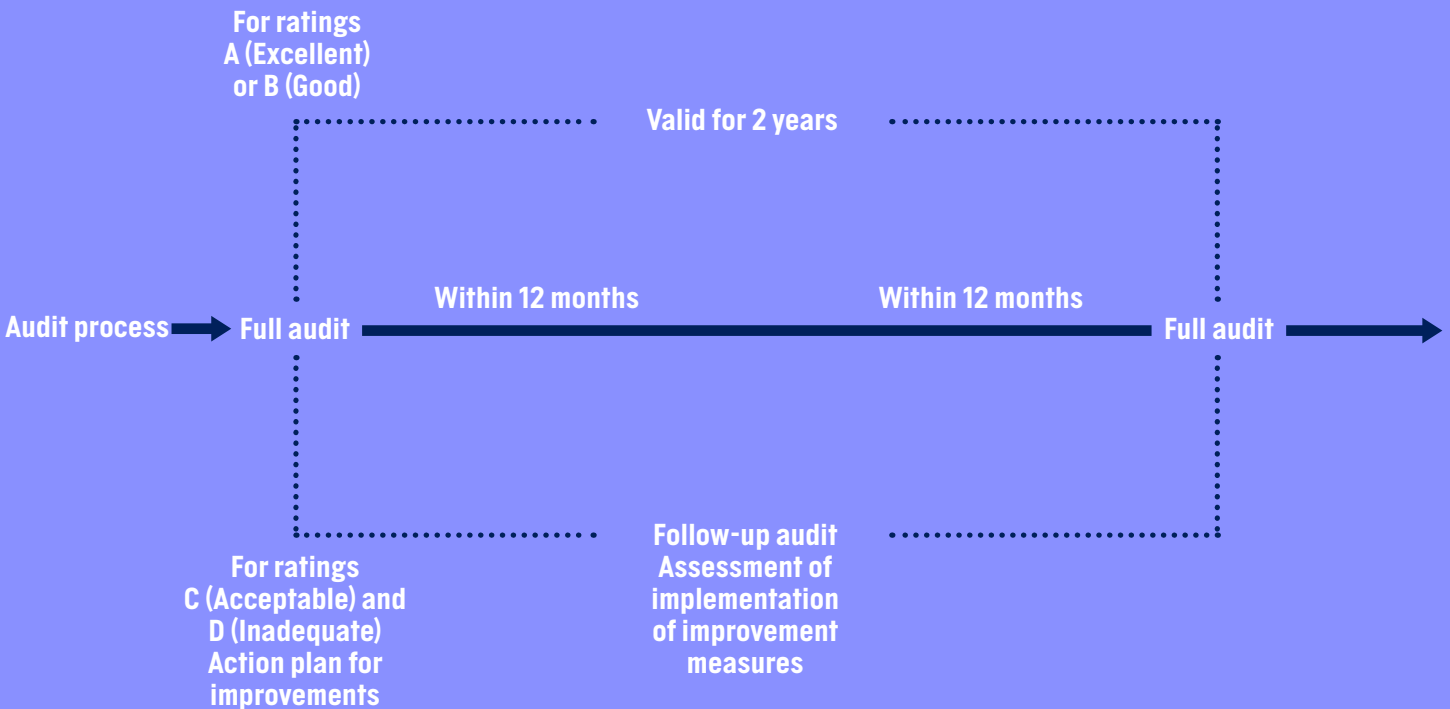 For ratings
A (Excellent)
or B (Good)
Valid for 2 years
Within 12 months
Within 12 months
Audit process
Full audit
Full audit
For ratings
C (Acceptable) and
D (Inadequate)
Action plan for
improvements
Follow-up audit
Assessment of
implementation
of improvement
measures